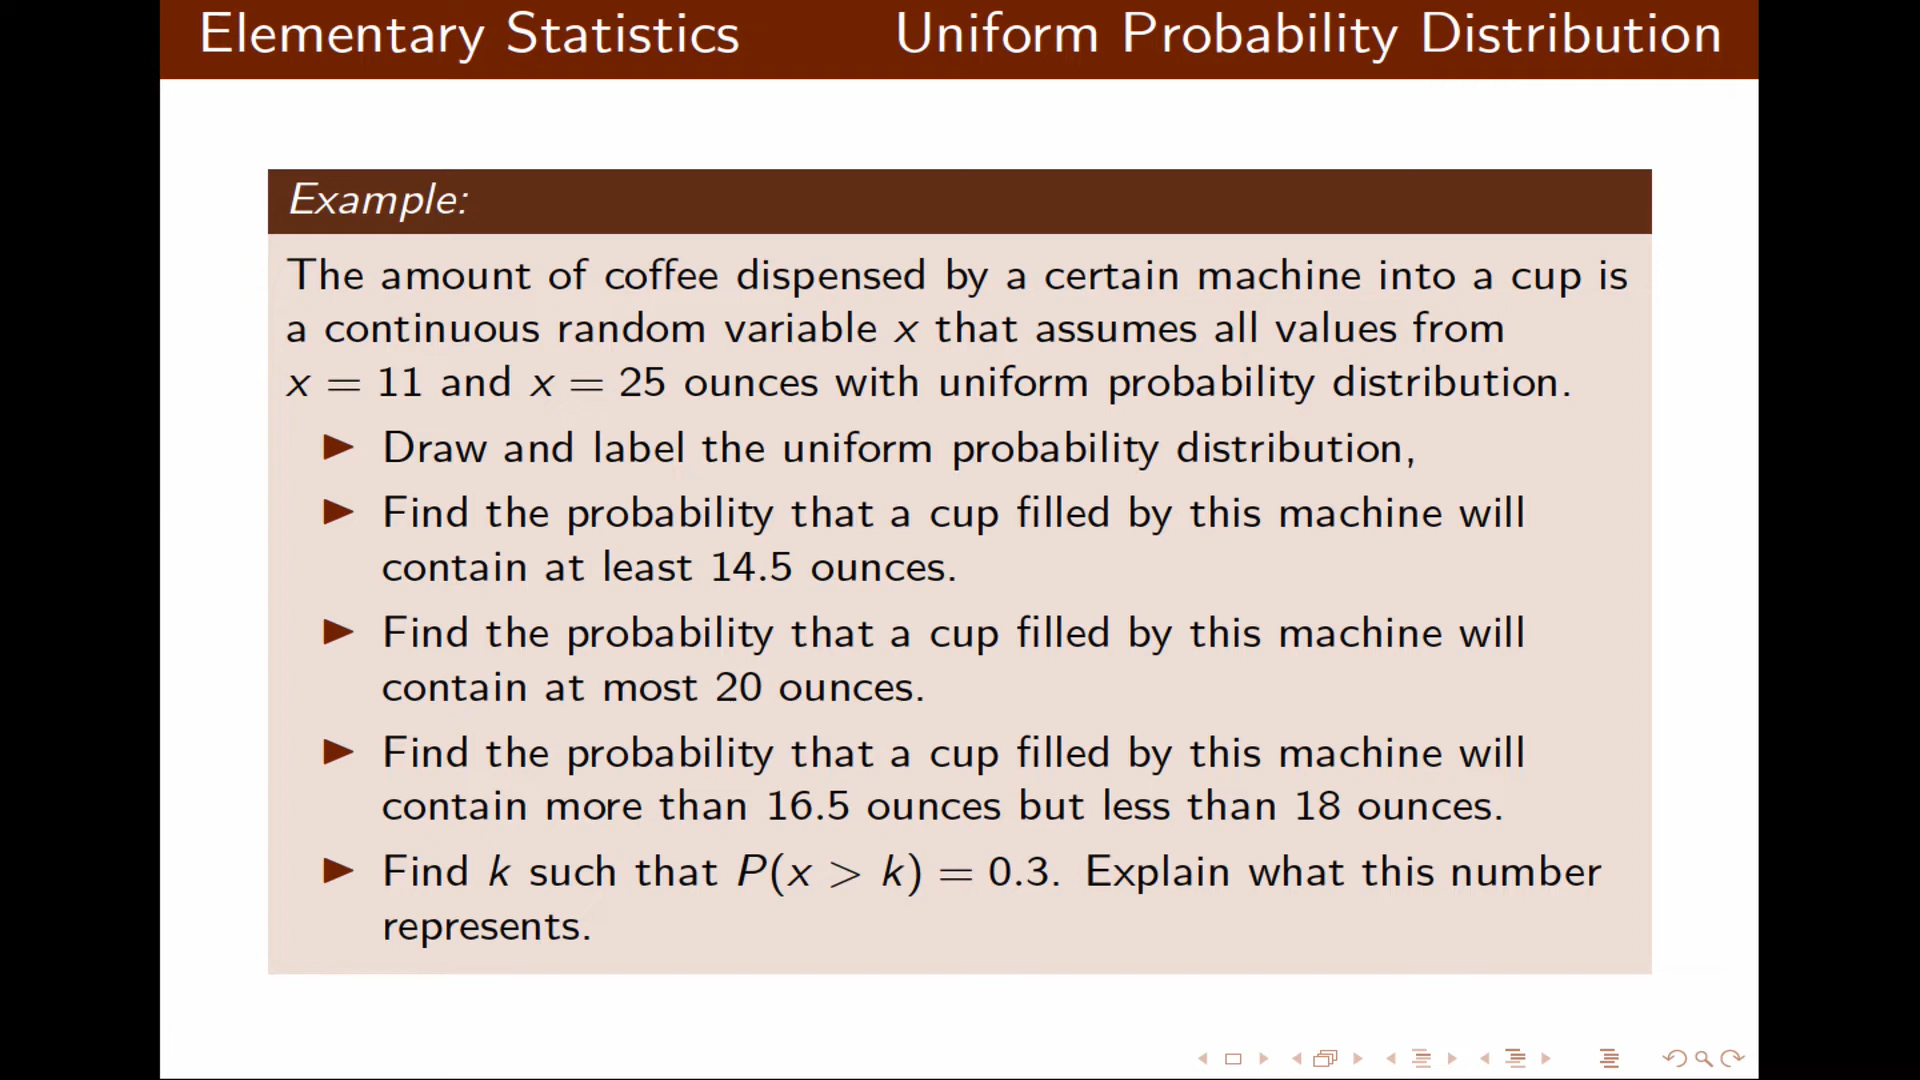 Elementary Statistics Uniform Probability Distribution
Example:
The amount of coffee dispensed by a certain machine into a cup is
a continuous random variable x that assumes all values from
x = 11 and x = 25 ounces with uniform probability distribution.
▶ Draw and label the uniform probability distribution,
▶ Find the probability that a cup filled by this machine will
contain at least 14.5 ounces.
▶ Find the probability that a cup filled by this machine will
contain at most 20 ounces.
▶ Find the probability that a cup filled by this machine will
contain more than 16.5 ounces but less than 18 ounces.
▶ Find k such that P(x > k) = 0.3. Explain what this number
represents.